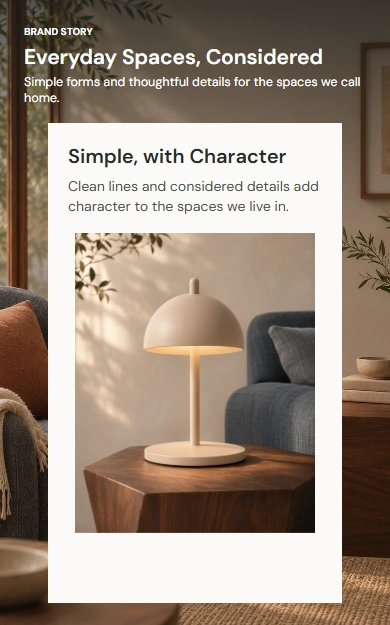 BRAND STORY
Everyday Spaces, Considered
Simple forms and thoughtful details for the spaces we call
home.
Simple, with Character
Clean lines and considered details add
character to the spaces we live in.